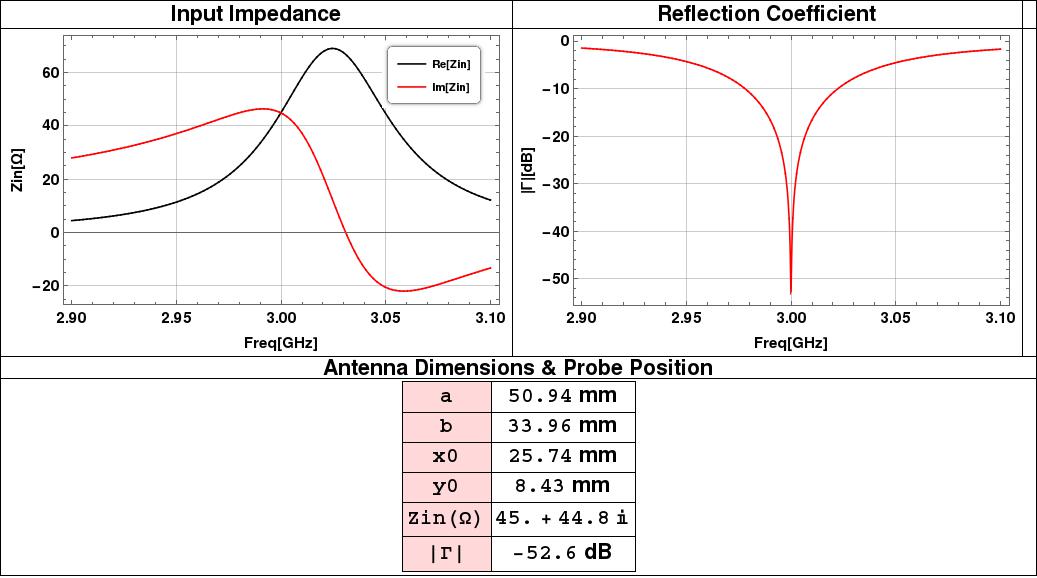 Input Impedance
Reflection Coefficient
Zin[Ω]
60
40
20
0
−20
2.90 2.95 3.00 3.05 3.10
Freq[GHz]
Re[Zin]
Im[Zin]
|Γ|[dB]
0
−10
−20
−30
−40
−50
2.90 2.95 3.00 3.05 3.10
Freq[GHz]
Antenna Dimensions & Probe Position
a 50.94 mm
b 33.96 mm
x0 25.74 mm
y0 8.43 mm
Zin(Ω) 45. + 44.8 i
|Γ| -52.6 dB